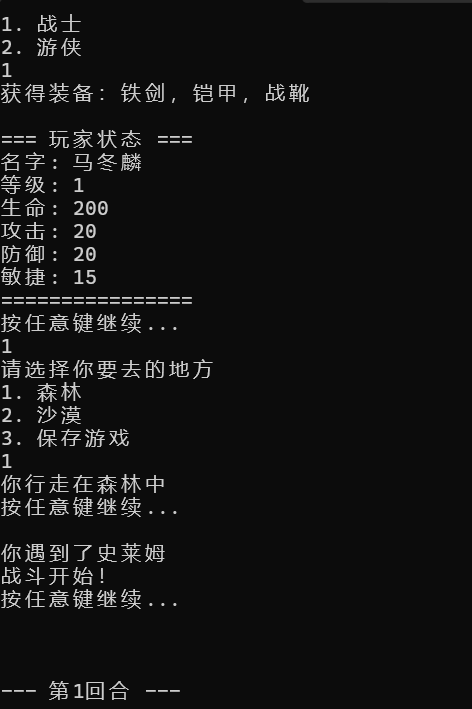 1. 战士
2. 游侠
1
获得装备: 铁剑, 铠甲, 战靴
=== 玩家状态 ===
名字: 马冬麟
等级: 1
生命: 200
攻击: 20
防御: 20
敏捷: 15
================
按任意键继续...
1
请选择你要去的地方
1. 森林
2. 沙漠
3. 保存游戏
1
你行走在森林中
按任意键继续...
你遇到了史莱姆
战斗开始!
按任意键继续...
--- 第1回合 ---